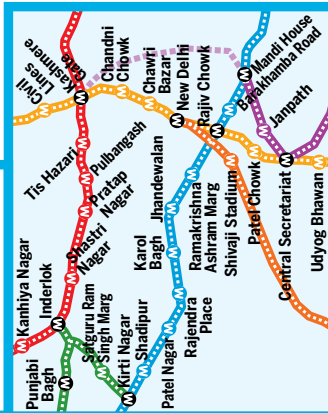 Civil
Lines
Kashmere
Gate
Chandni
Chowk
Chawri
Bazar
New Delhi
Rajiv Chowk
Mandi House
Barakhamba Road
Janpath
Tis Hazari
Pulbangash
Pratap
Nagar
Shastri
Nagar
Kanhiya Nagar
Inderlok
Punjabi
Bagh
Satguru Ram
Singh Marg
Kirti Nagar
Shadipur
Patel Nagar
Rajendra
Place
Karol
Bagh
Jhandewalan
Ramakrishna
Ashram Marg
Shivaji Stadilum
Patel Chowk
Central Secretariat
Udyog Bhawan